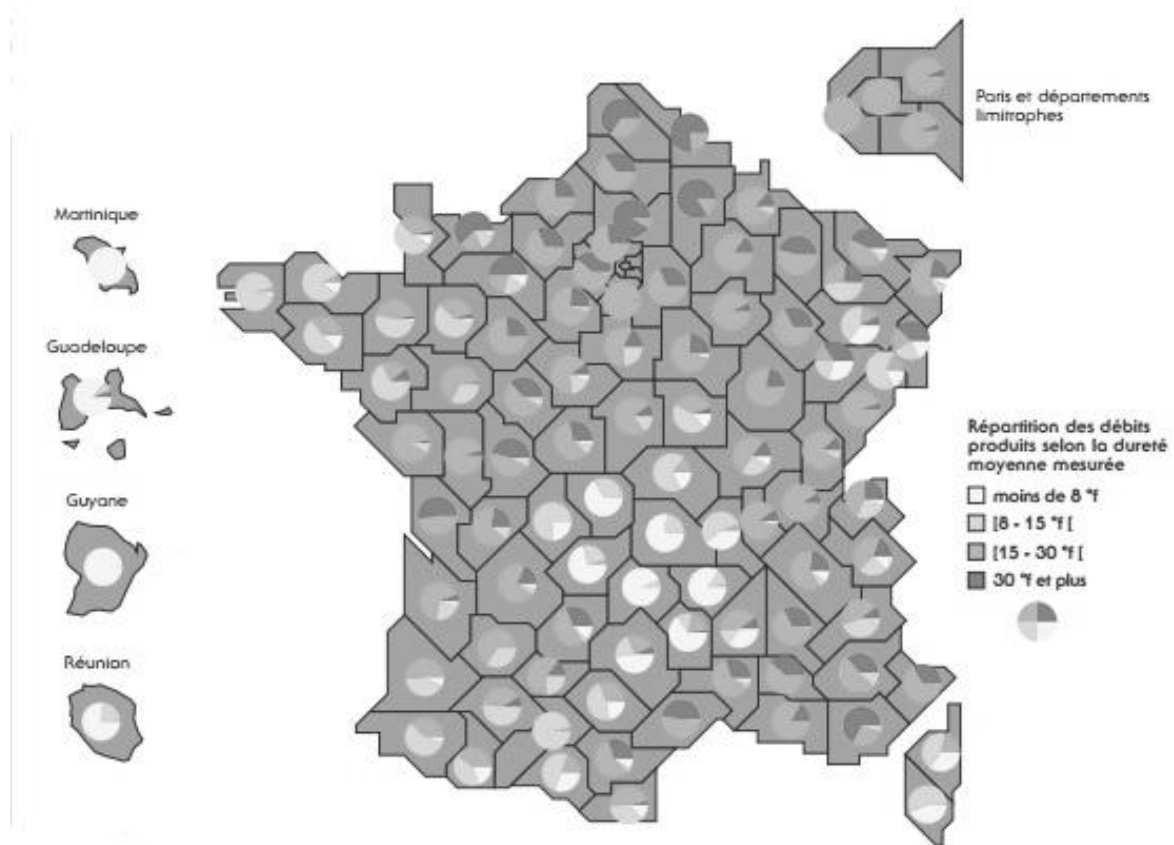 Paris et départements
limitrophes
Martinique
Guadeloupe
Guyane
Réunion
Répartition des débits
produits selon la dureté
moyenne mesurée
moins de 8 °f
[8 - 15 °f [
[15 - 30 °f [
30 °f et plus